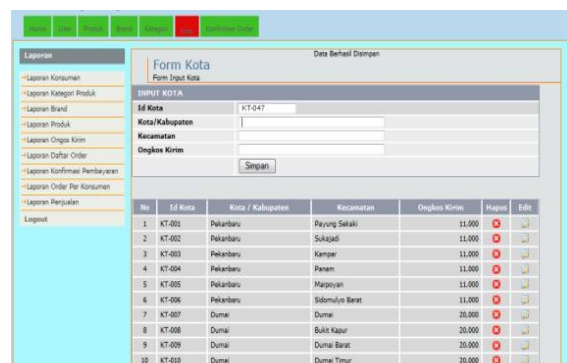 Home User Produk Brand Kategori Kota Konfirmasi Order
Laporan
Laporan Konsumen
Laporan Kategori Produk
Laporan Brand
Laporan Produk
Laporan Ongos Kirim
Laporan Daftar Order
Laporan Konfirmasi Pembayaran
Laporan Order Per Konsumen
Laporan Penjualan
Logout
Data Berhasil Disimpan
Form Kota
Form Input Kota
INPUT KOTA
Id Kota KT-047
Kota/Kabupaten
Kecamatan
Ongkos Kirim
Simpan
No Id Kota Kota / Kabupaten Kecamatan Ongkos Kirim Hapus Edit
1 KT-001 Pekanbaru Payung Sekaki 11.000
2 KT-002 Pekanbaru Sukajadi 11.000
3 KT-003 Pekanbaru Kampar 11.000
4 KT-004 Pekanbaru Panam 11.000
5 KT-005 Pekanbaru Marpoyan 11.000
6 KT-006 Pekanbaru Sidomulyo Barat 11.000
7 KT-007 Dumai Dumai 20.000
8 KT-008 Dumai Bukit Kapur 20.000
9 KT-009 Dumai Dumai Barat 20.000
10 KT-010 Dumai Dumai Timur 20.000